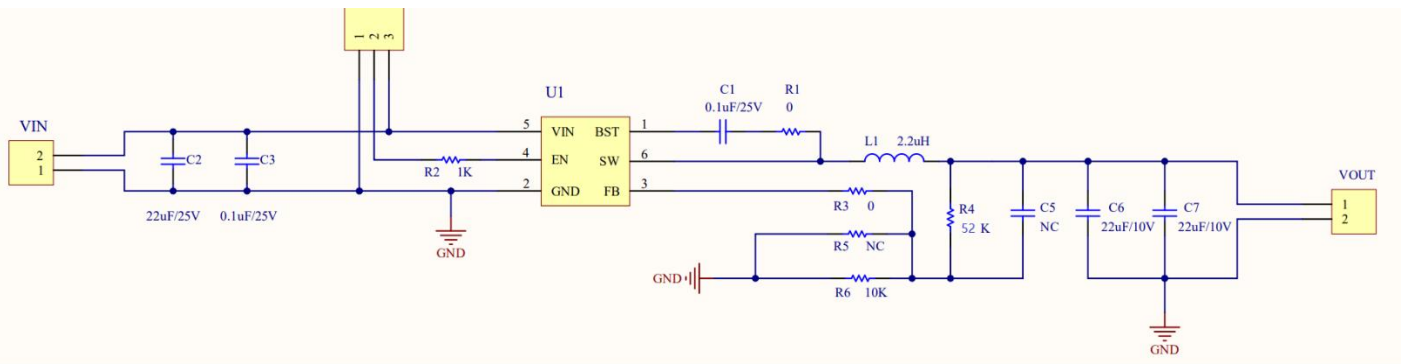 1 2 3
U1
C1
0.1uF/25V
R1
0
VIN
2
1
C2
22uF/25V
C3
0.1uF/25V
R2 1K
5 VIN BST 1
4 EN SW 6
2 GND FB 3
GND
L1 2.2uH
R3 0
R5 NC
GND
R6 10K
R4
52 K
C5
NC
C6
22uF/10V
C7
22uF/10V
GND
VOUT
1
2